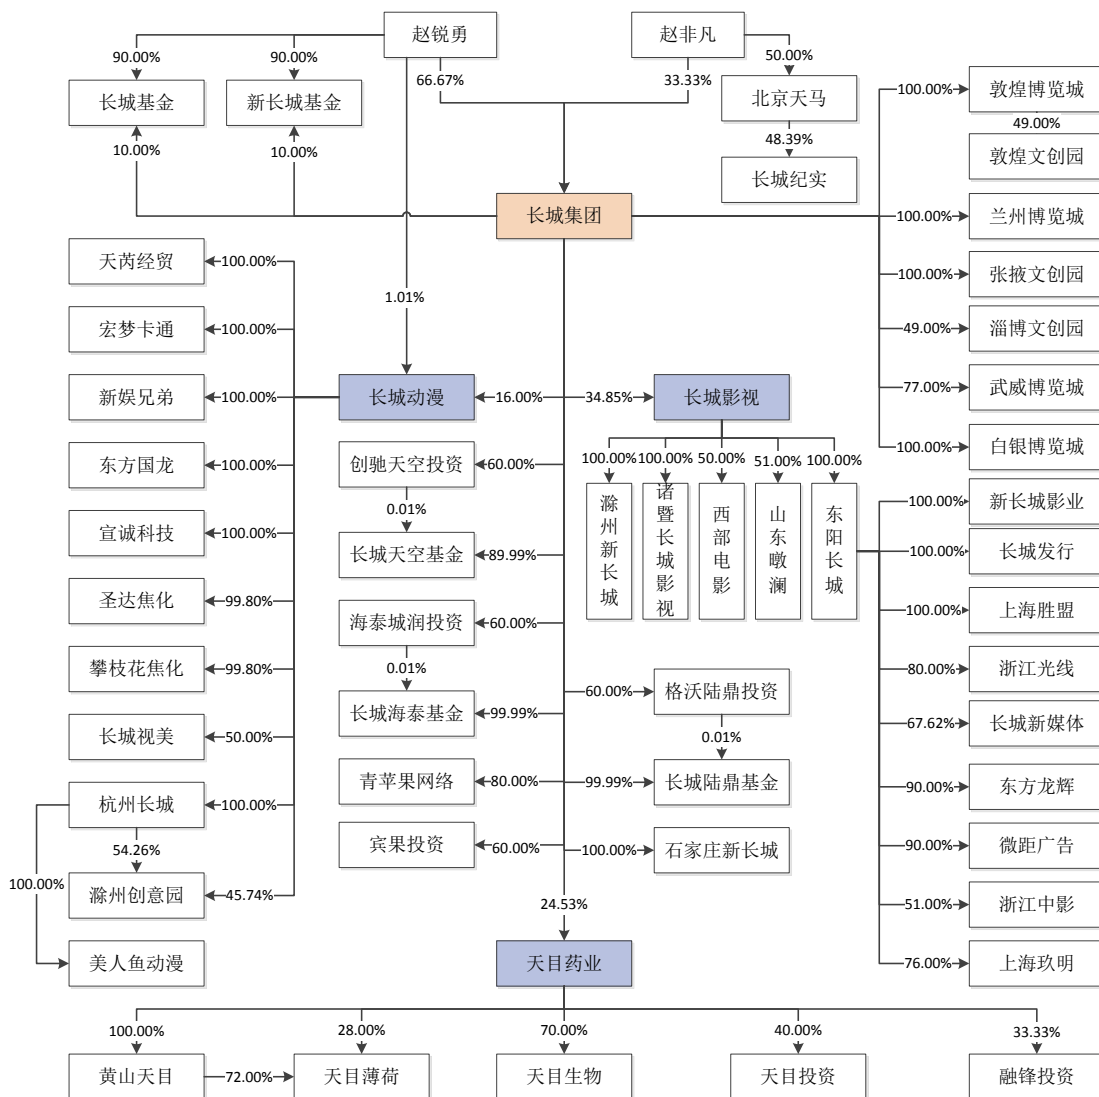 赵锐勇
赵非凡
90.00%
90.00%
66.67%
33.33%
50.00%
长城基金
新长城基金
北京天马
100.00%
敦煌博览城
10.00%
10.00%
48.39%
49.00%
敦煌文创园
长城纪实
长城集团
100.00%
兰州博览城
天芮经贸
100.00%
100.00%
张掖文创园
1.01%
宏梦卡通
100.00%
49.00%
淄博文创园
新娱兄弟
100.00%
长城动漫
16.00%
34.85%
长城影视
77.00%
武威博览城
东方国龙
100.00%
创驰天空投资
60.00%
100.00%
100.00%
50.00%
51.00%
100.00%
100.00%
白银博览城
滁州新长城
诸暨长城影视
西部电影
山东暾澜
东阳长城
100.00%
新长城影业
0.01%
宣诚科技
100.00%
长城天空基金
89.99%
100.00%
长城发行
圣达焦化
99.80%
海泰城润投资
60.00%
100.00%
上海胜盟
0.01%
攀枝花焦化
99.80%
80.00%
浙江光线
长城海泰基金
99.99%
60.00%
格沃陆鼎投资
长城视美
50.00%
0.01%
67.62%
长城新媒体
青苹果网络
80.00%
99.99%
长城陆鼎基金
90.00%
东方龙辉
杭州长城
100.00%
54.26%
宾果投资
60.00%
100.00%
石家庄新长城
90.00%
微距广告
100.00%
滁州创意园
45.74%
24.53%
51.00%
浙江中影
美人鱼动漫
天目药业
76.00%
上海玖明
100.00%
28.00%
70.00%
40.00%
33.33%
黄山天目
72.00%
天目薄荷
天目生物
天目投资
融锋投资